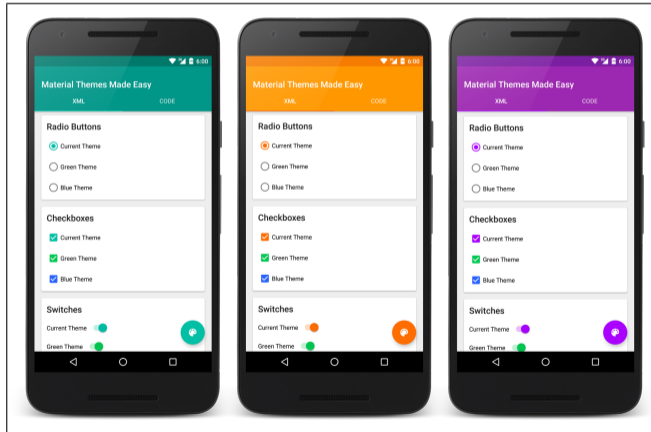 6:00
Material Themes Made Easy
XML CODE
Radio Buttons
Current Theme
Green Theme
Blue Theme
Checkboxes
Current Theme
Green Theme
Blue Theme
Switches
Current Theme
Green Theme
6:00
Material Themes Made Easy
XML CODE
Radio Buttons
Current Theme
Green Theme
Blue Theme
Checkboxes
Current Theme
Green Theme
Blue Theme
Switches
Current Theme
Green Theme
6:00
Material Themes Made Easy
XML CODE
Radio Buttons
Current Theme
Green Theme
Blue Theme
Checkboxes
Current Theme
Green Theme
Blue Theme
Switches
Current Theme
Green Theme